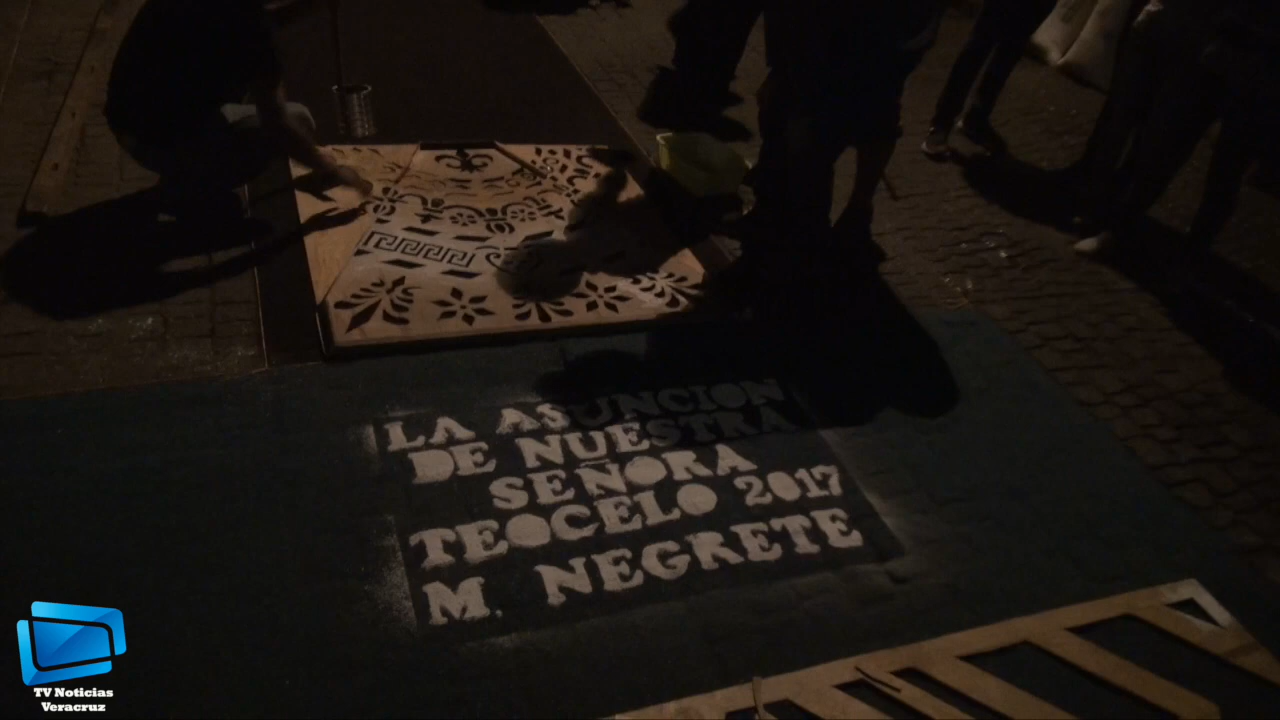 LA ASUNCION
DE NUESTRA
SEÑORA
TEOCELO 2017
M. NEGRETE
TV Noticias
Veracruz